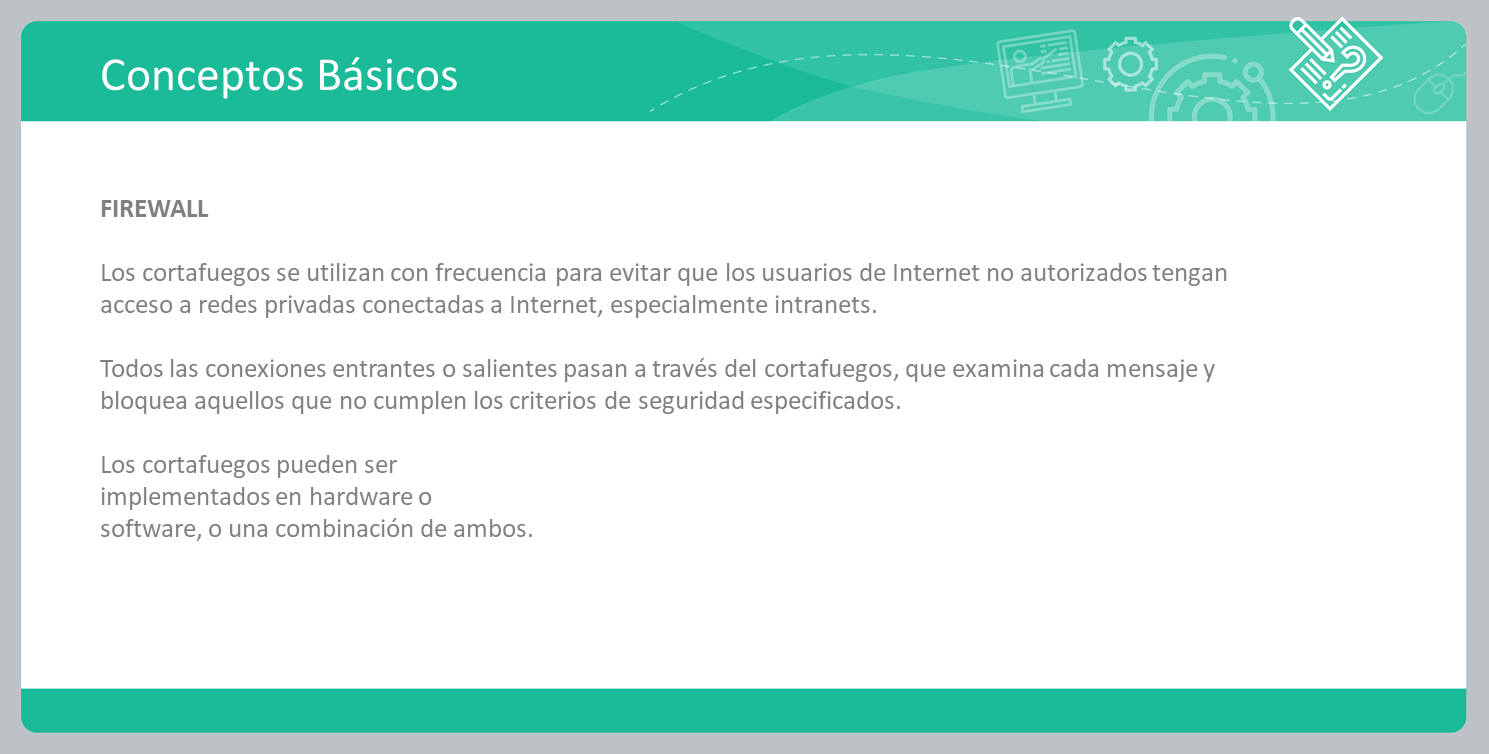 Conceptos Básicos
FIREWALL
Los cortafuegos se utilizan con frecuencia para evitar que los usuarios de Internet no autorizados tengan
acceso a redes privadas conectadas a Internet, especialmente intranets.
Todos las conexiones entrantes o salientes pasan a través del cortafuegos, que examina cada mensaje y
bloquea aquellos que no cumplen los criterios de seguridad especificados.
Los cortafuegos pueden ser
implementados en hardware o
software, o una combinación de ambos.